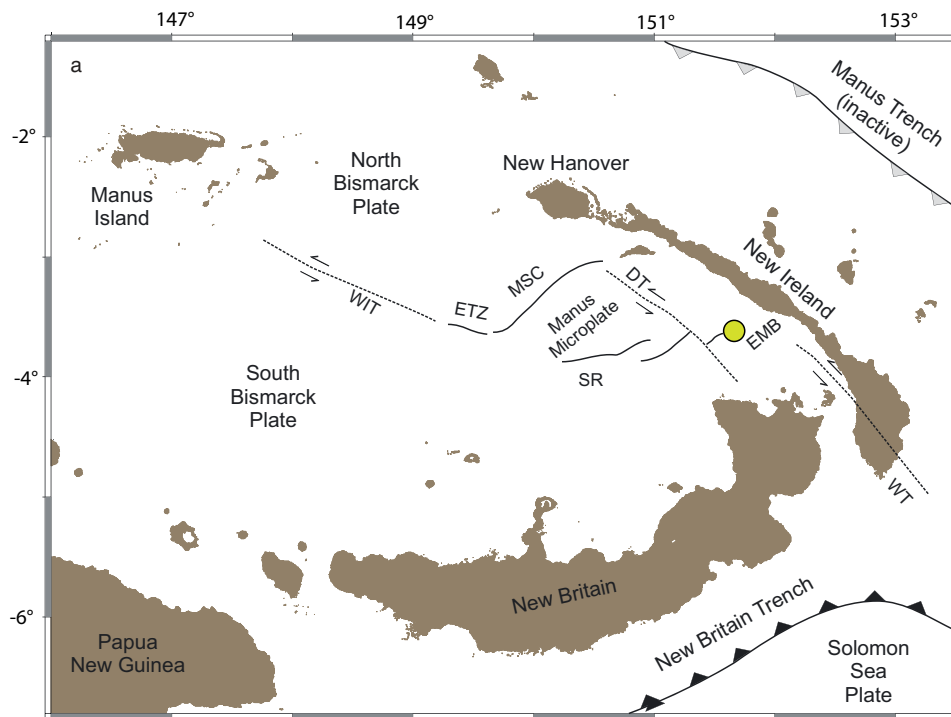 147°
149°
151°
153°
a
-2°
-4°
-6°
Manus
Island
North
Bismarck
Plate
New Hanover
Manus Trench
(inactive)
New Ireland
WIT
ETZ
MSC
DT
Manus
Microplate
SR
EMB
WT
South
Bismarck
Plate
New Britain
New Britain Trench
Papua
New Guinea
Solomon
Sea
Plate